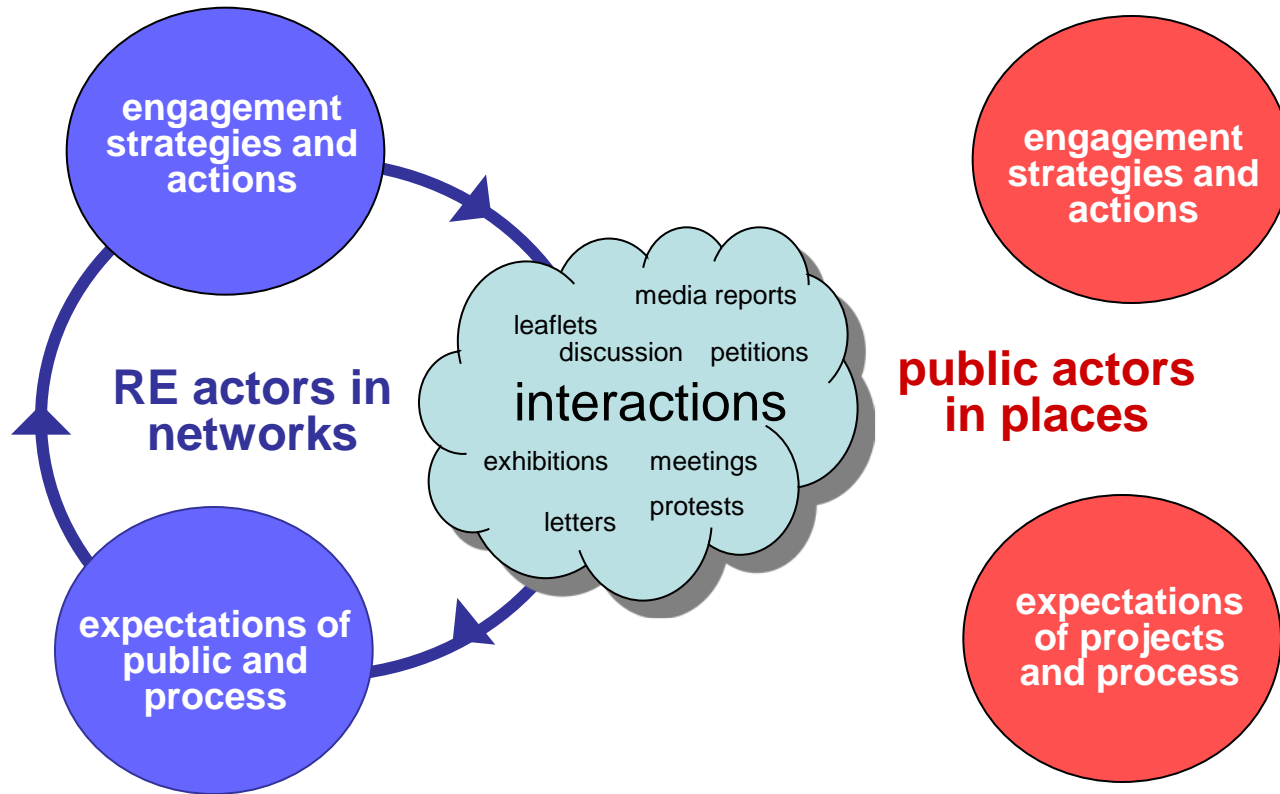 engagement
strategies and
actions
RE actors in
networks
expectations of
public and
process
media reports
leaflets
discussion petitions
interactions
exhibitions meetings
protests
letters
engagement
strategies and
actions
public actors
in places
expectations
of projects
and process